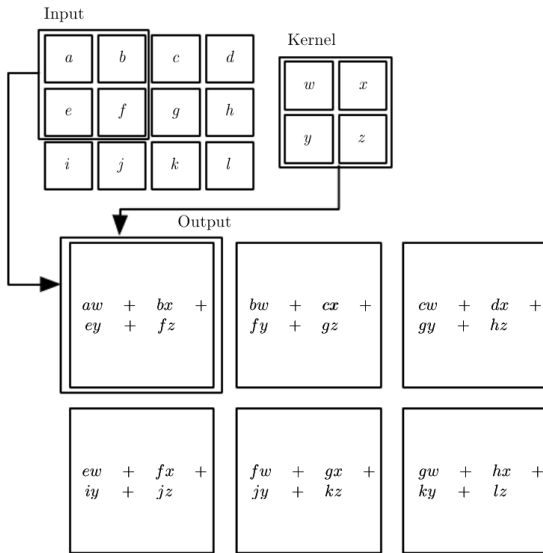 Input
Kernel
a b c d
w x
e f g h
y z
i j k l
Output
aw + bx +
ey + fz
bw + cx +
fy + gz
cw + dx +
gy + hz
ew + fx +
iy + jz
fw + gx +
jy + kz
gw + hx +
ky + lz